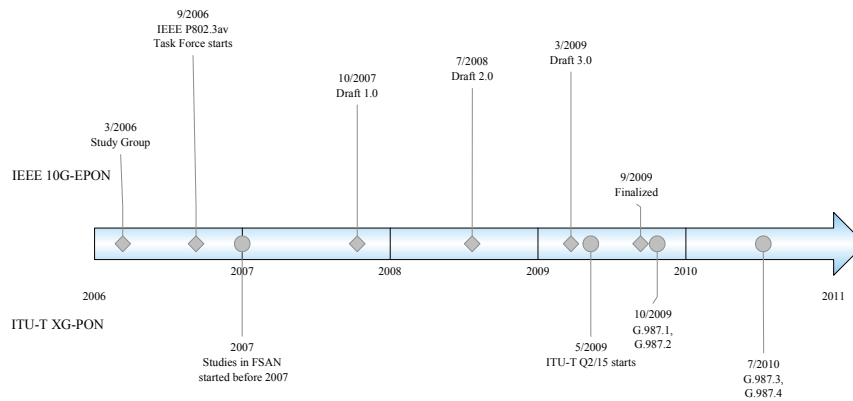 9/2006
IEEE P802.3av
Task Force starts
3/2009
Draft 3.0
7/2008
Draft 2.0
10/2007
Draft 1.0
3/2006
Study Group
IEEE 10G-EPON
9/2009
Finalized
2007
2008
2009
2010
2006
2011
ITU-T XG-PON
10/2009
G.987.1,
G.987.2
2007
Studies in FSAN
started before 2007
5/2009
ITU-T Q2/15 starts
7/2010
G.987.3,
G.987.4